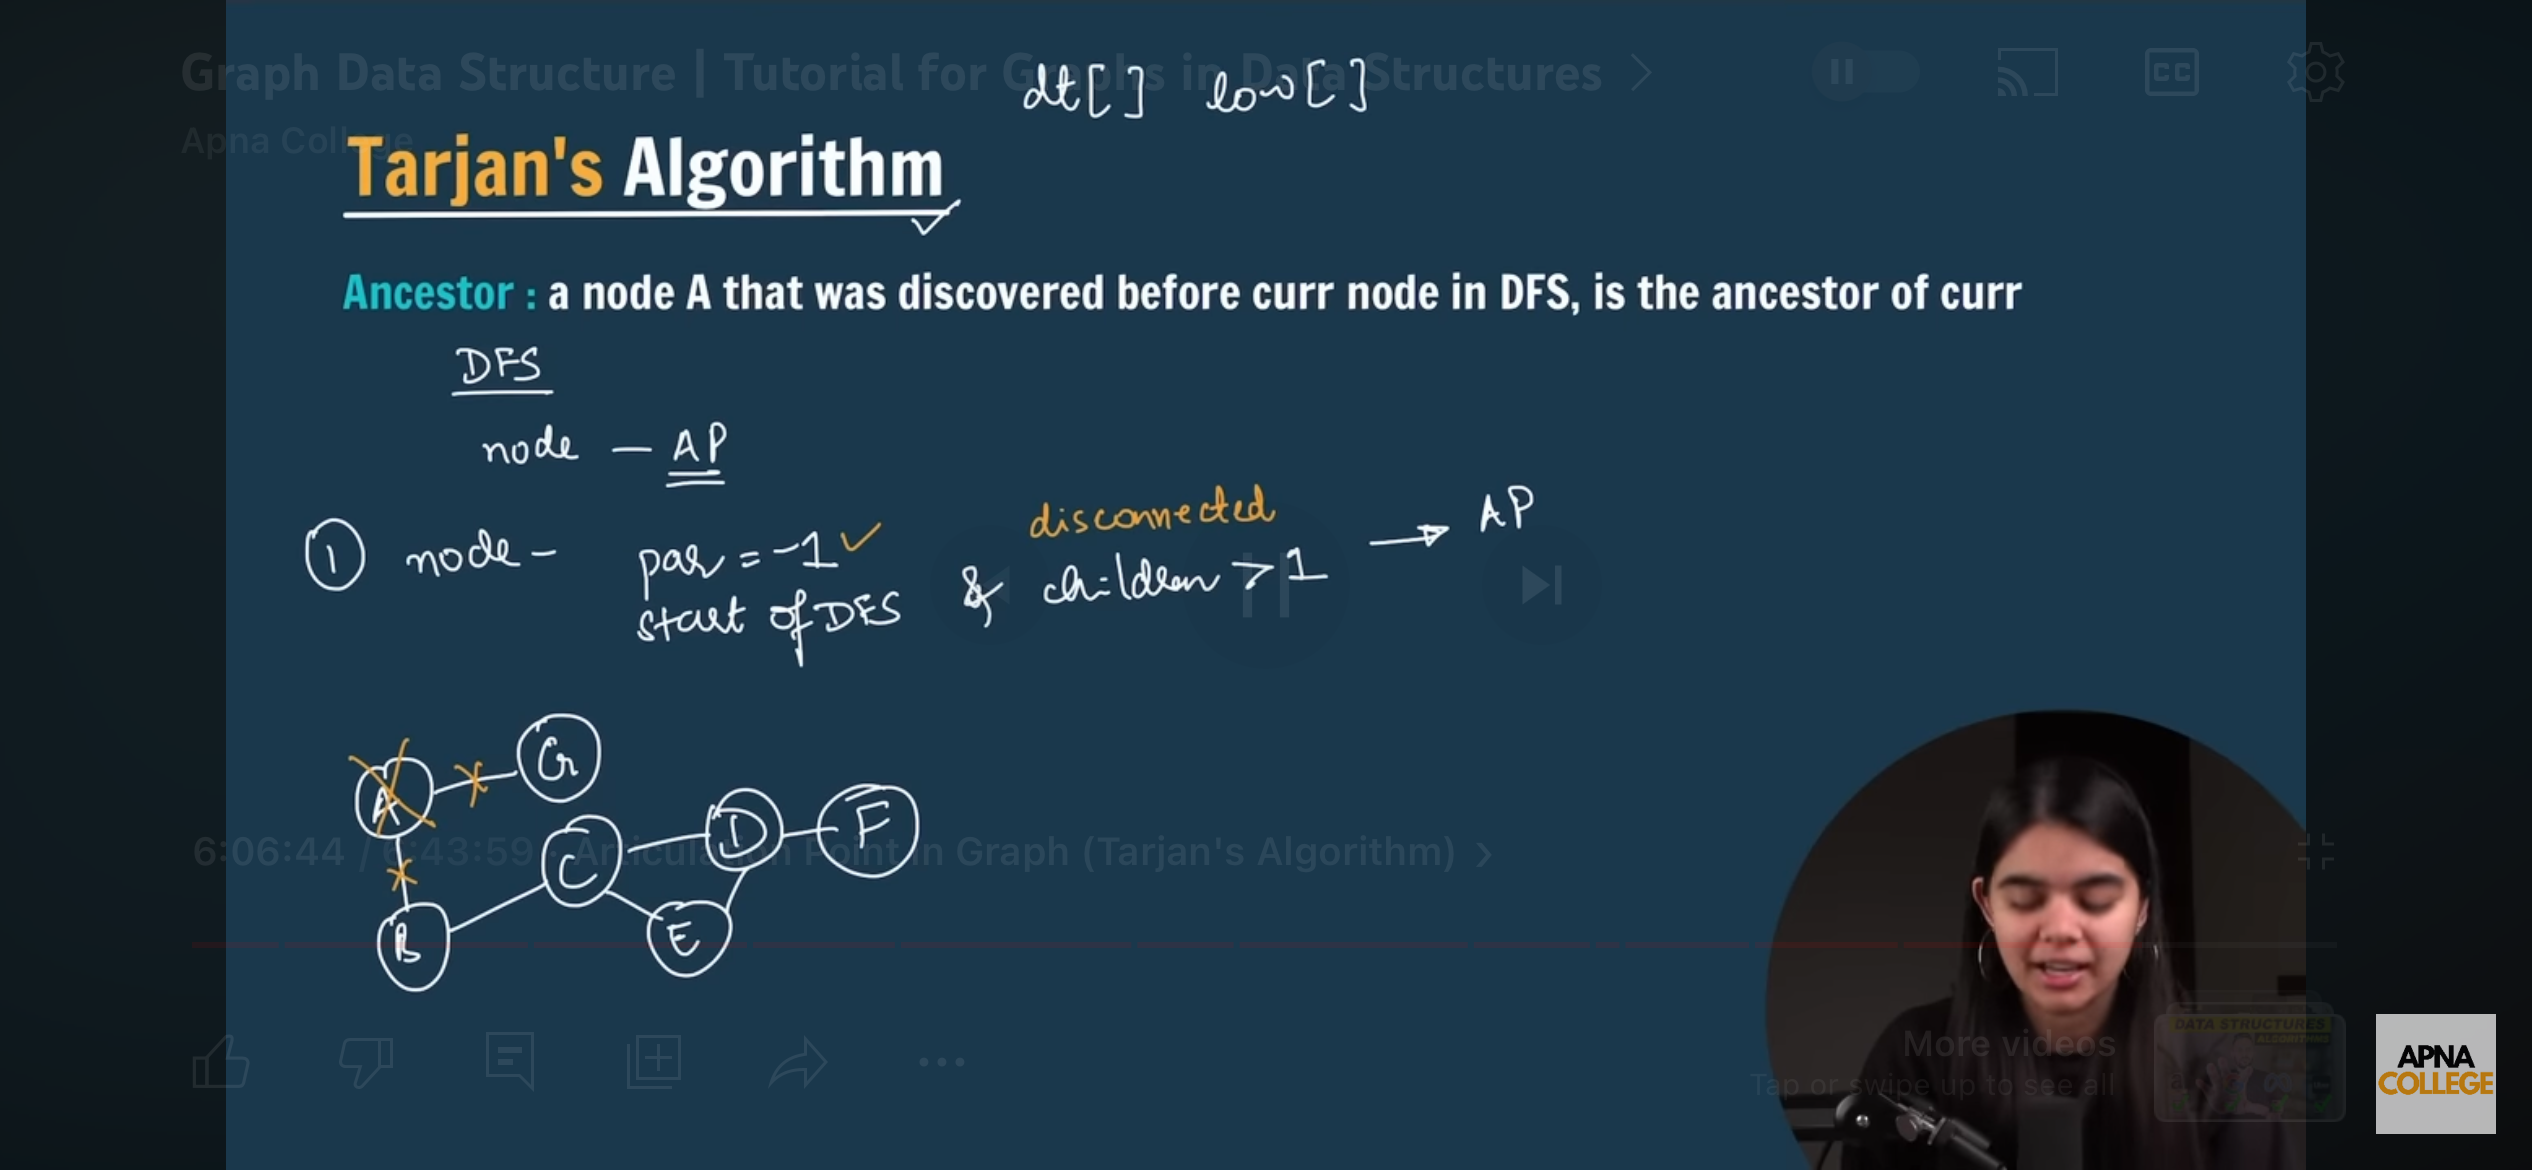 Graph Data Structure | Tutorial for Graphs in Data Structures
CC
dt[ ] low[ ]
Apna College
Tarjan's Algorithm
Ancestor : a node A that was discovered before curr node in DFS, is the ancestor of curr
DFS
node — AP
disconnected
① node - par = -1 & children > 1 → AP
start of DFS
A
G
C
D
F
6:06:44 / 6:43:59 · Articulation Point in Graph (Tarjan's Algorithm)
B
E
More videos
Tap or swipe up to see all
DATA STRUCTURES
ALGORITHMS
APNA
COLLEGE